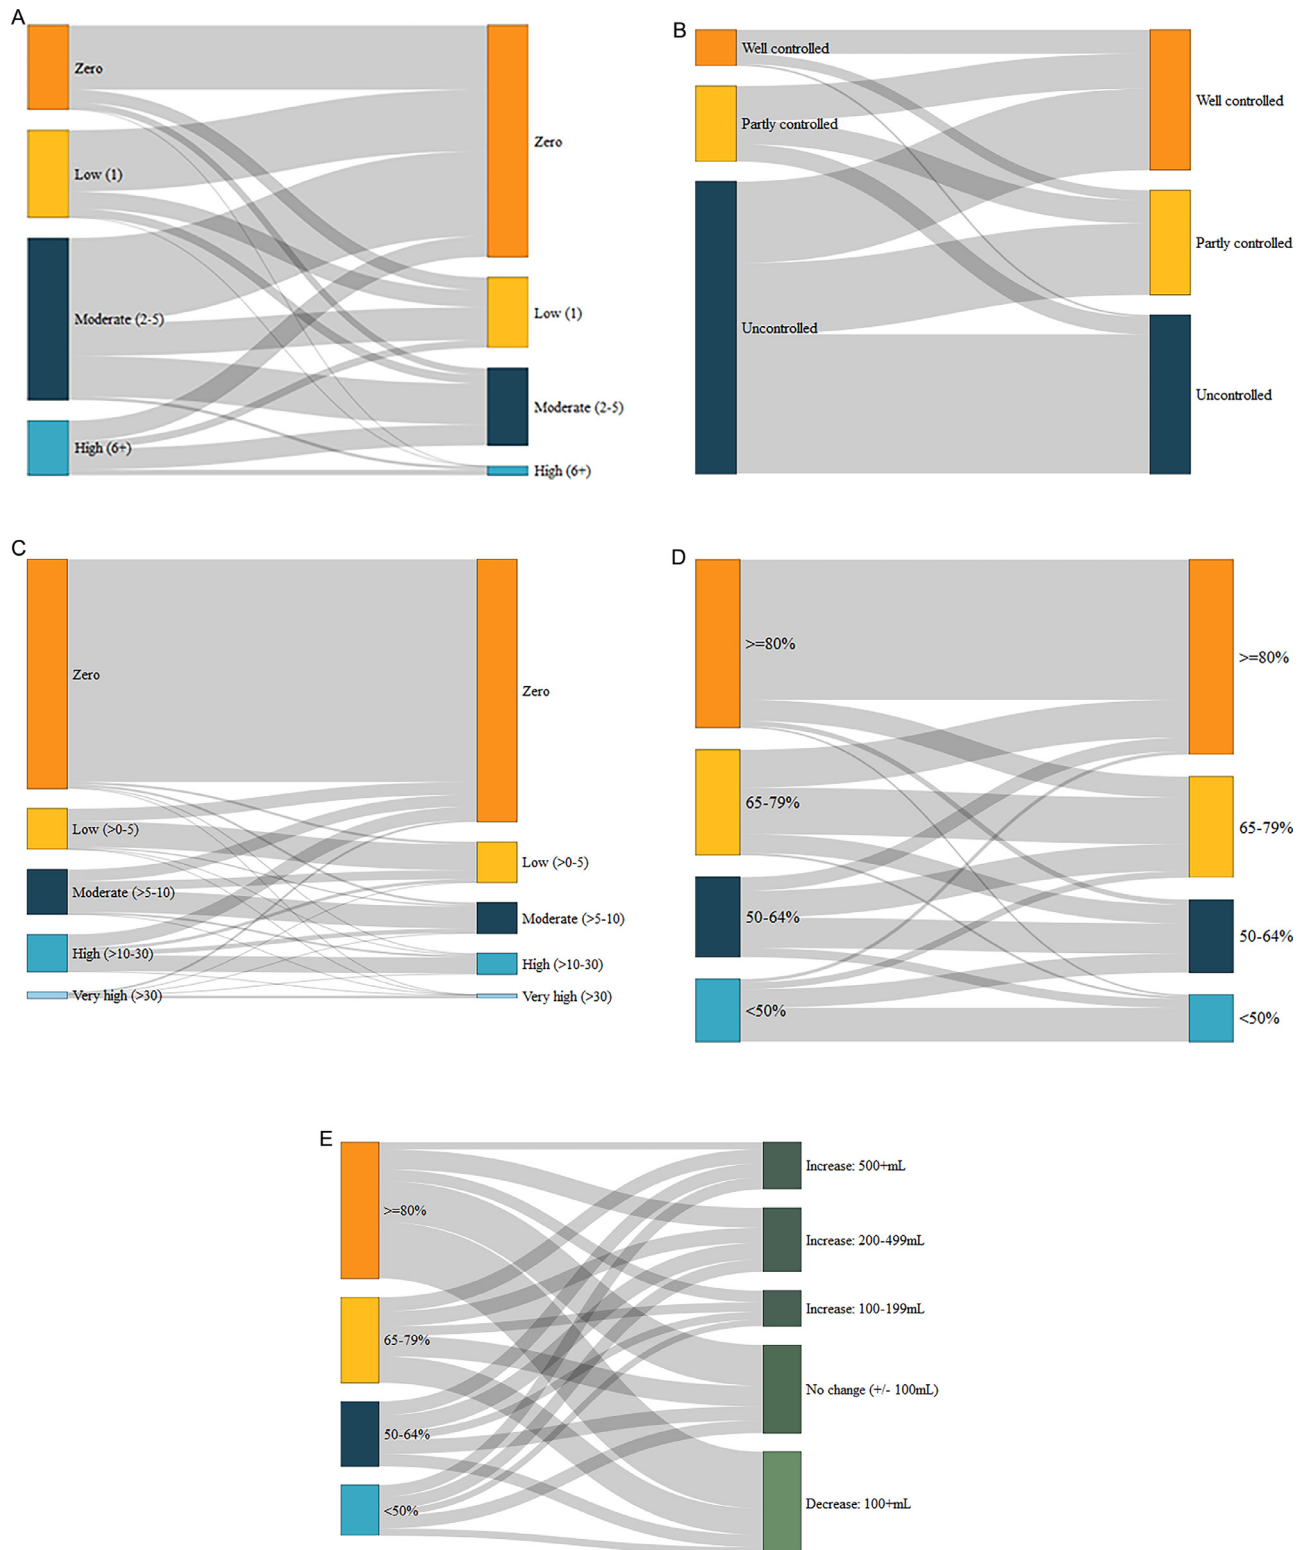 A
Zero
Low (1)
Moderate (2-5)
High (6+)
Zero
Low (1)
Moderate (2-5)
High (6+)
B
Well controlled
Partly controlled
Uncontrolled
Well controlled
Partly controlled
Uncontrolled
C
Zero
Low (>0-5)
Moderate (>5-10)
High (>10-30)
Very high (>30)
Zero
Low (>0-5)
Moderate (>5-10)
High (>10-30)
Very high (>30)
D
>=80%
65-79%
50-64%
<50%
>=80%
65-79%
50-64%
<50%
E
>=80%
65-79%
50-64%
<50%
Increase: 500+mL
Increase: 200-499mL
Increase: 100-199mL
No change (+/- 100mL)
Decrease: 100+mL